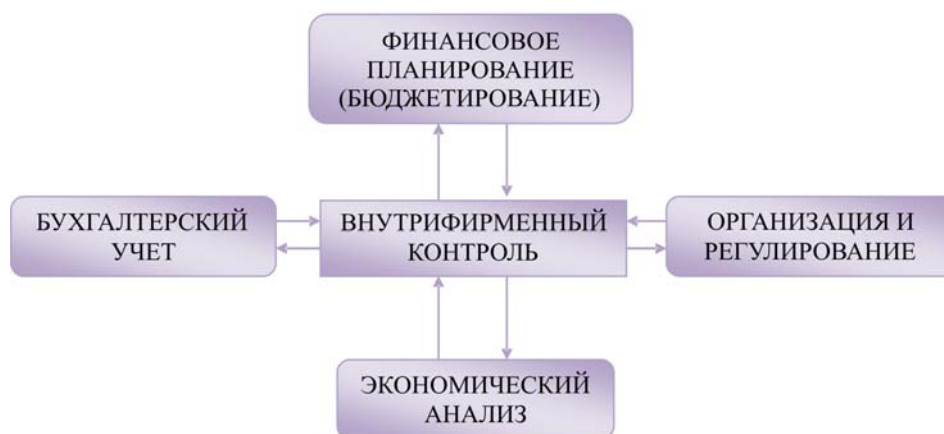 ФИНАНСОВОЕ
ПЛАНИРОВАНИЕ
(БЮДЖЕТИРОВАНИЕ)
БУХГАЛТЕРСКИЙ
УЧЕТ
ВНУТРИФИРМЕННЫЙ
КОНТРОЛЬ
ОРГАНИЗАЦИЯ И
РЕГУЛИРОВАНИЕ
ЭКОНОМИЧЕСКИЙ
АНАЛИЗ